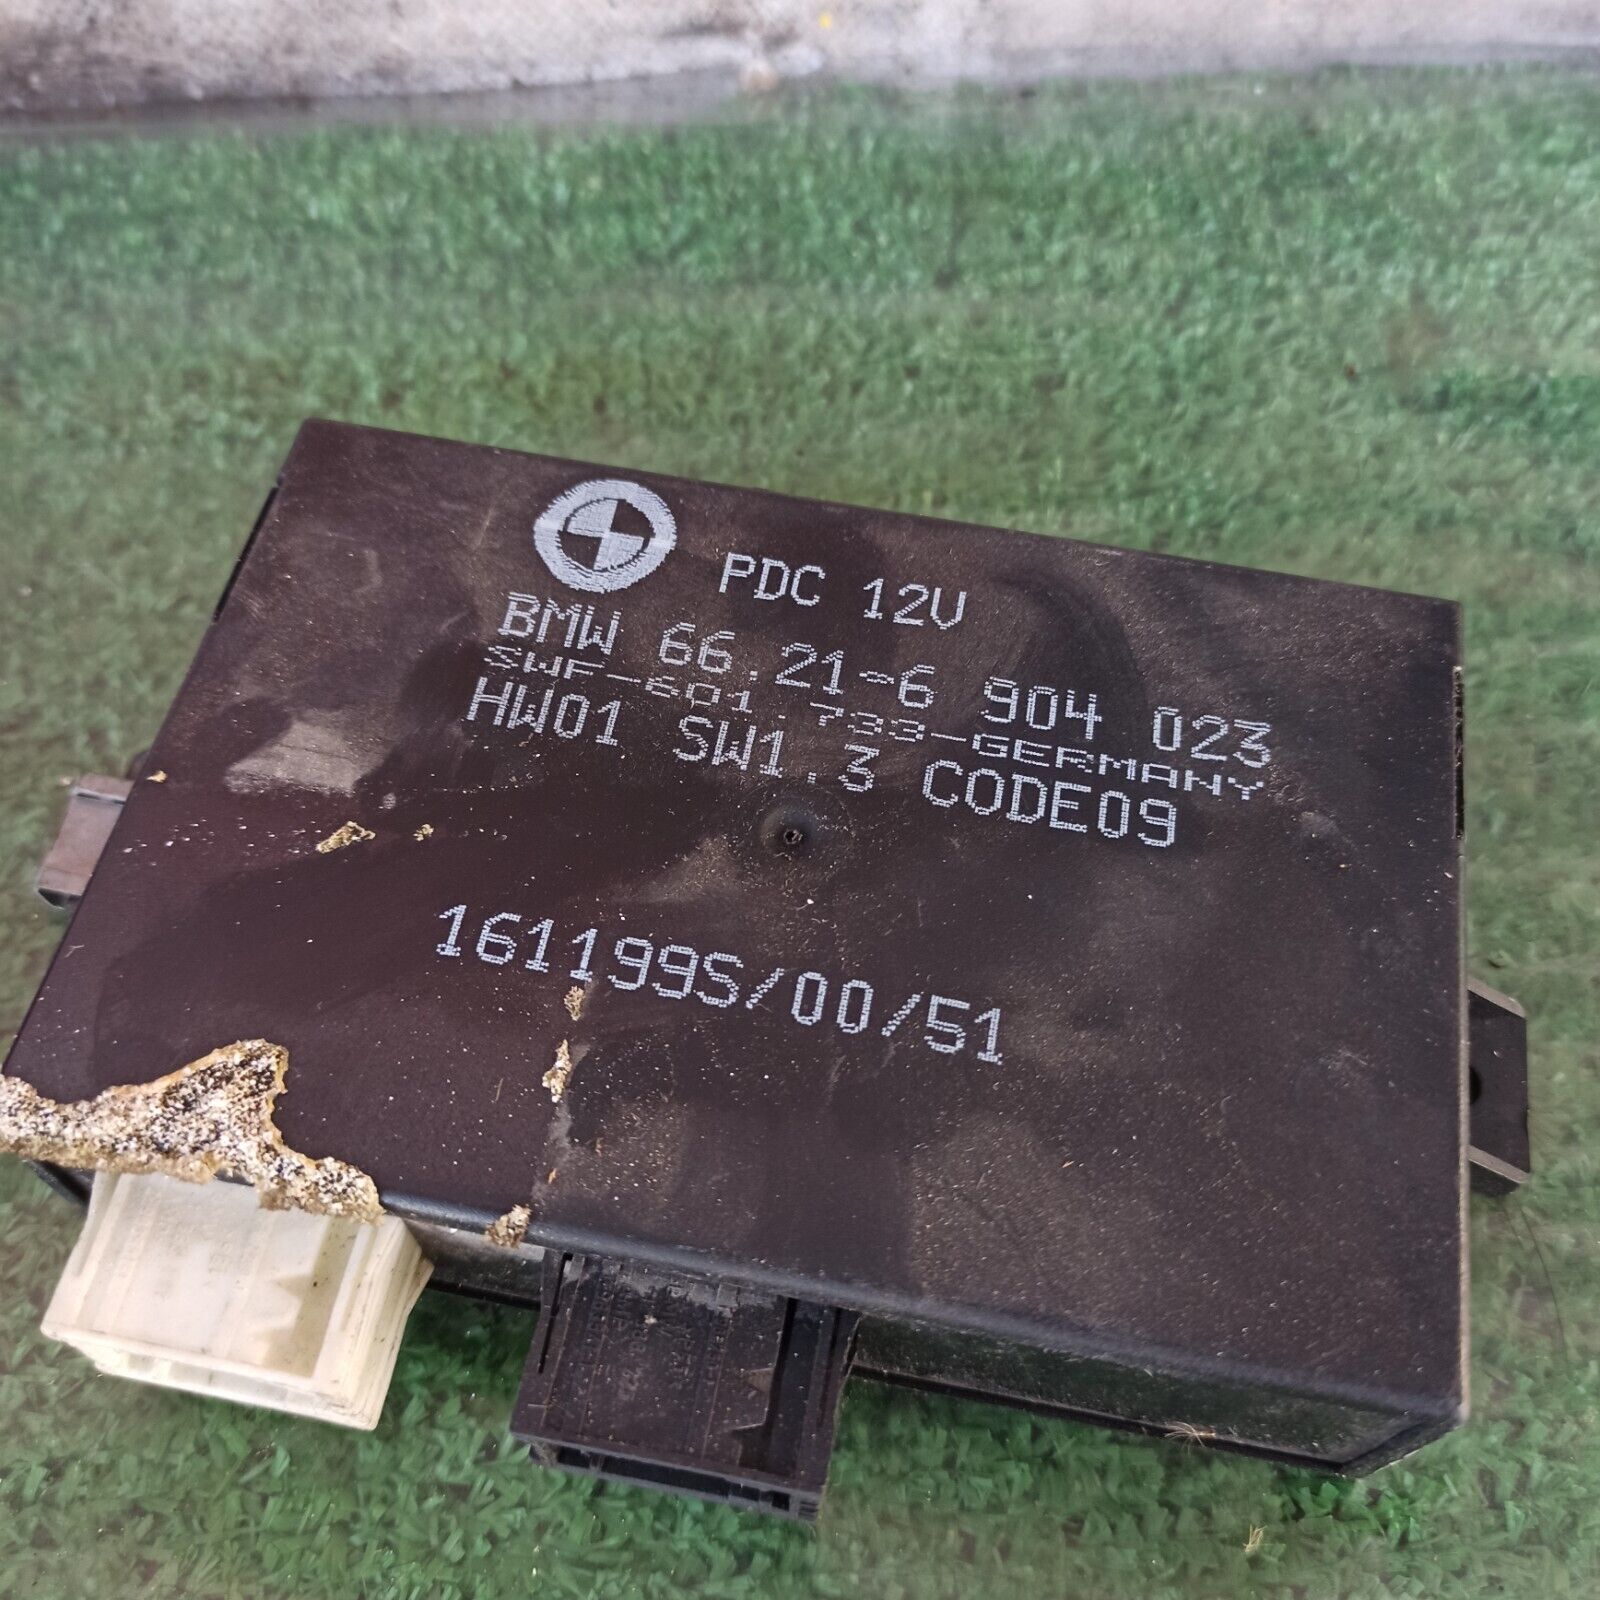 PDC 12V
BMW 66.21-6 904 023
SWF-601.733-GERMANY
HW01 SW1.3 CODE09
161199S/00/51